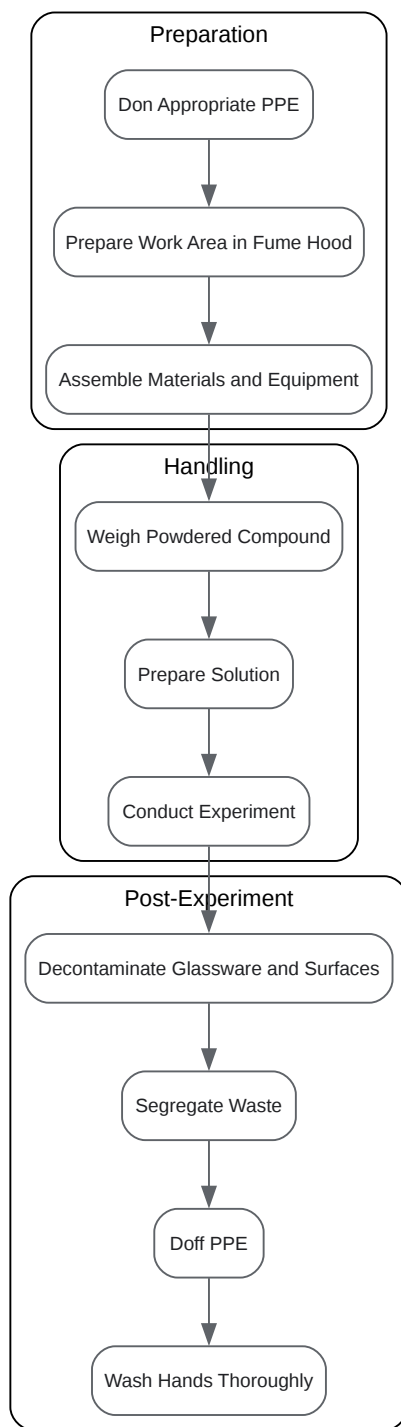 Preparation
Don Appropriate PPE
Prepare Work Area in Fume Hood
Assemble Materials and Equipment
Handling
Weigh Powdered Compound
Prepare Solution
Conduct Experiment
Post-Experiment
Decontaminate Glassware and Surfaces
Segregate Waste
Doff PPE
Wash Hands Thoroughly